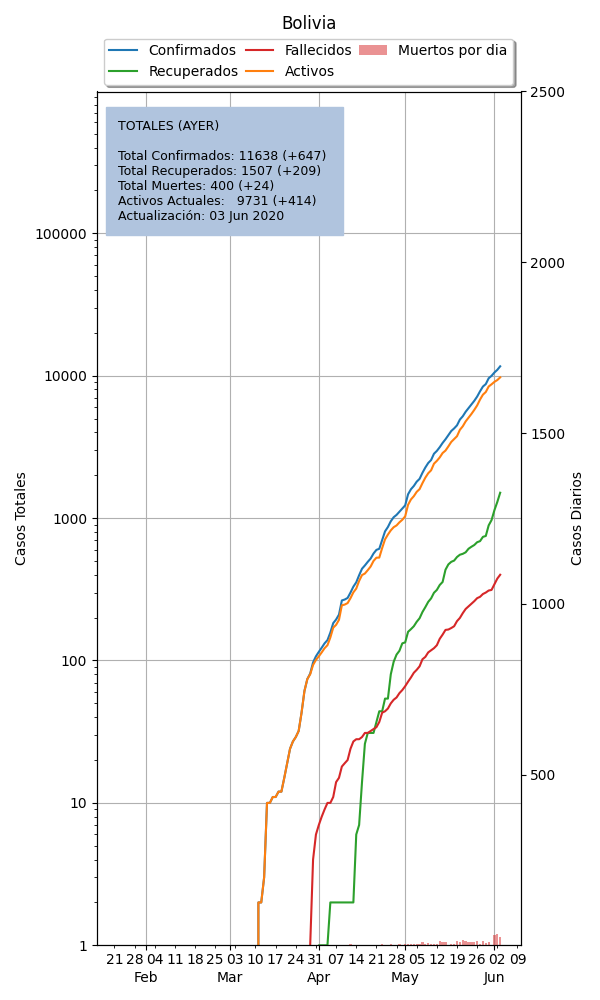 Bolivia
Confirmados
Fallecidos
Muertos por dia
Recuperados
Activos
TOTALES (AYER)
Total Confirmados: 11638 (+647)
Total Recuperados: 1507 (+209)
Total Muertes: 400 (+24)
Activos Actuales:   9731 (+414)
Actualización: 03 Jun 2020
100000
10000
1000
100
10
1
Casos Totales
2500
2000
1500
1000
500
Casos Diarios
21 28 04 11 18 25 03 10 17 24 31 07 14 21 28 05 12 19 26 02 09
Feb Mar Apr May Jun